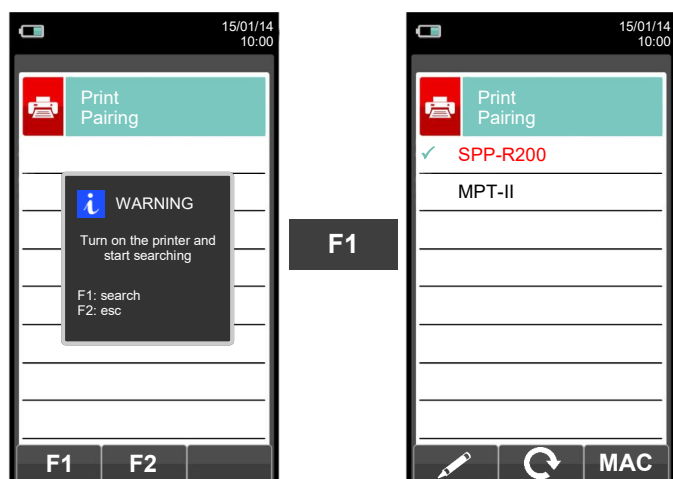 15/01/14
10:00
Print
Pairing
WARNING
Turn on the printer and
start searching
F1: search
F2: esc
F1 F2
F1
15/01/14
10:00
Print
Pairing
✓ SPP-R200
MPT-II
MAC